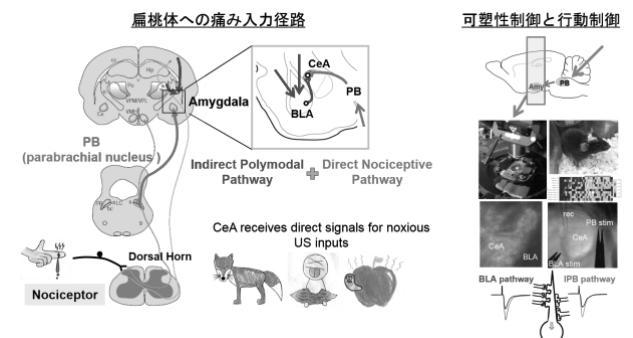 扁桃体への痛み入力径路
可塑性制御と行動制御
CeA
Amygdala
PB
BLA
PB
(parabrachial nucleus)
Indirect Polymodal
Pathway
Direct Nociceptive
Pathway
CeA receives direct signals for noxious
US inputs
Dorsal Horn
Nociceptor
Amy
PB
rec
PB stim
CeA
CeA
BLA
BLA stim
BLA pathway
lPB pathway